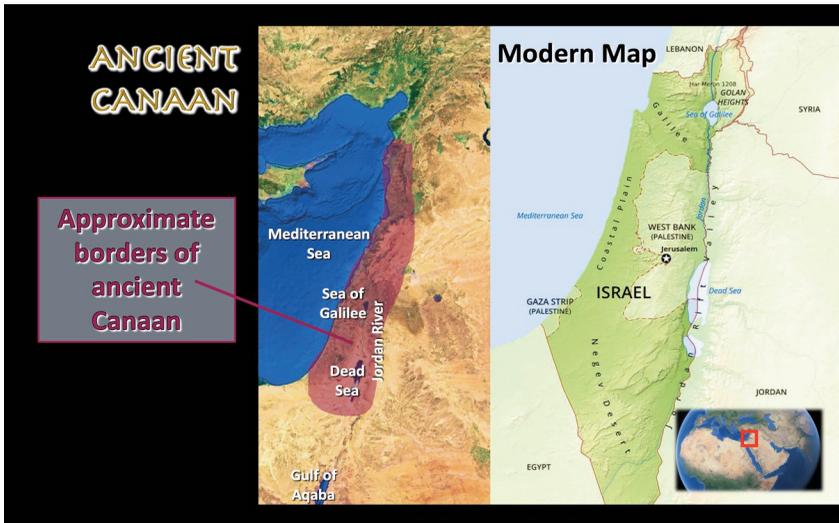 ANCIENT
CANAAN
Approximate
borders of
ancient
Canaan
Mediterranean
Sea
Sea of
Galilee
Jordan River
Dead
Sea
Gulf of
Aqaba
Modern Map
LEBANON
Har Meron 1208
GOLAN
HEIGHTS
SYRIA
Sea of Galilee
Galilee
Mediterranean Sea
Coastal Plain
Jordan
WEST BANK
(PALESTINE)
Jerusalem
Jordan Rift Valley
Dead Sea
ISRAEL
GAZA STRIP
(PALESTINE)
Negev Desert
JORDAN
EGYPT